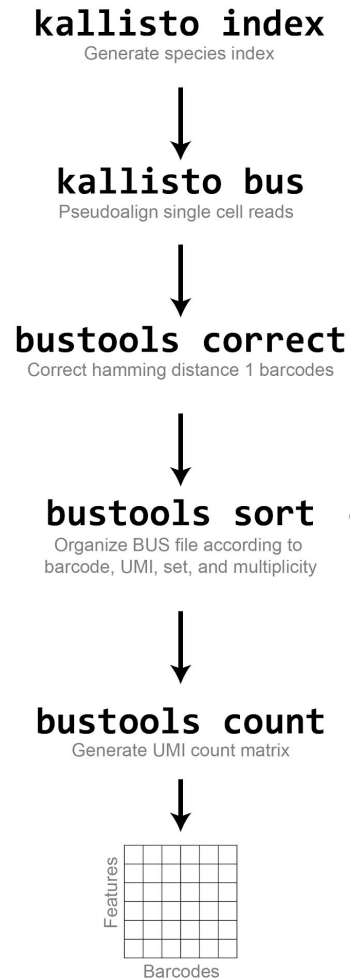 kallisto index
Generate species index
kallisto bus
Pseudoalign single cell reads
bustools correct
Correct hamming distance 1 barcodes
bustools sort
Organize BUS file according to
barcode, UMI, set, and multiplicity
bustools count
Generate UMI count matrix
Features
Barcodes